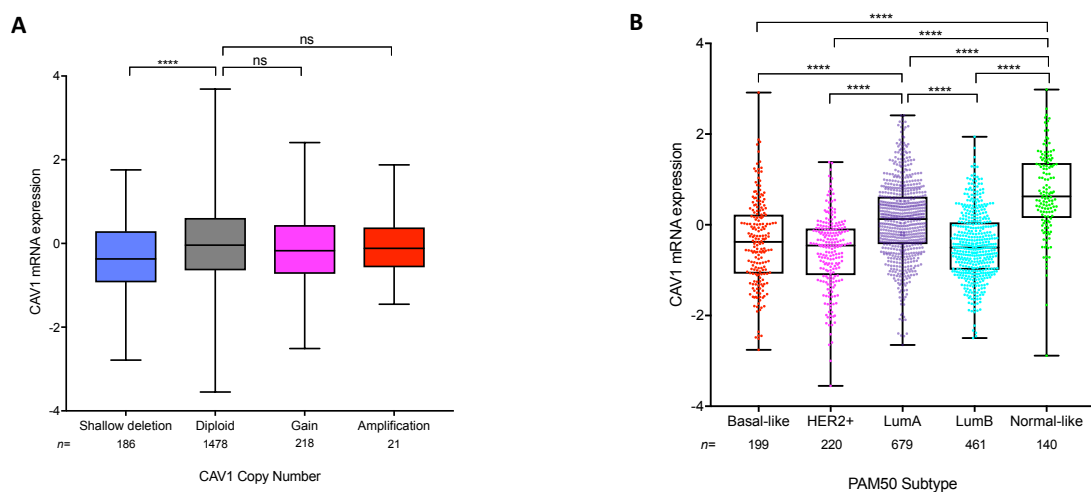 A
ns
ns
****
4
2
0
-2
-4
CAV1 mRNA expression
Shallow deletion Diploid Gain Amplification
n= 186 1478 218 21
CAV1 Copy Number
B
****
****
****
**** ****
**** ****
4
2
0
-2
-4
CAV1 mRNA expression
Basal-like HER2+ LumA LumB Normal-like
n= 199 220 679 461 140
PAM50 Subtype